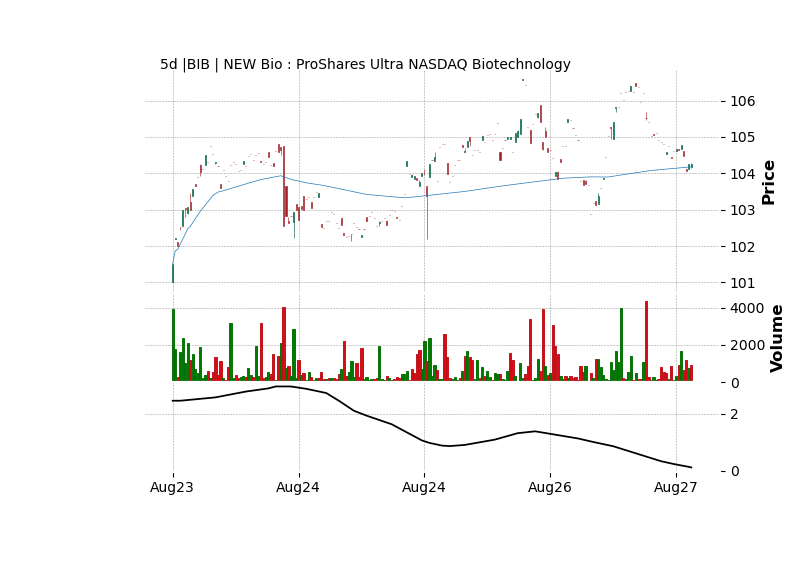 5d |BIB | NEW Bio : ProShares Ultra NASDAQ Biotechnology
106
105
104
103
102
101
Price
4000
2000
0
Volume
2
0
Aug23
Aug24
Aug24
Aug26
Aug27